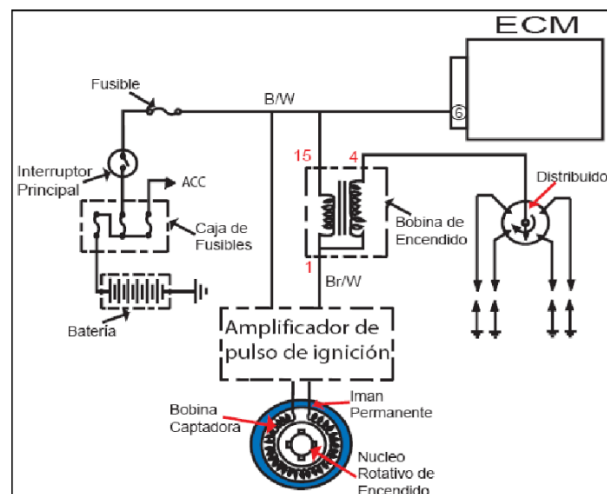 ECM
Fusible
B/W
6
15
4
Distribuido
Interruptor
Principal
ACC
Caja de
Fusibles
Bobina de
Encendido
1
Br/W
Batería
Amplificador de
pulso de ignición
Iman
Permanente
Bobina
Captadora
Nucleo
Rotativo de
Encendido